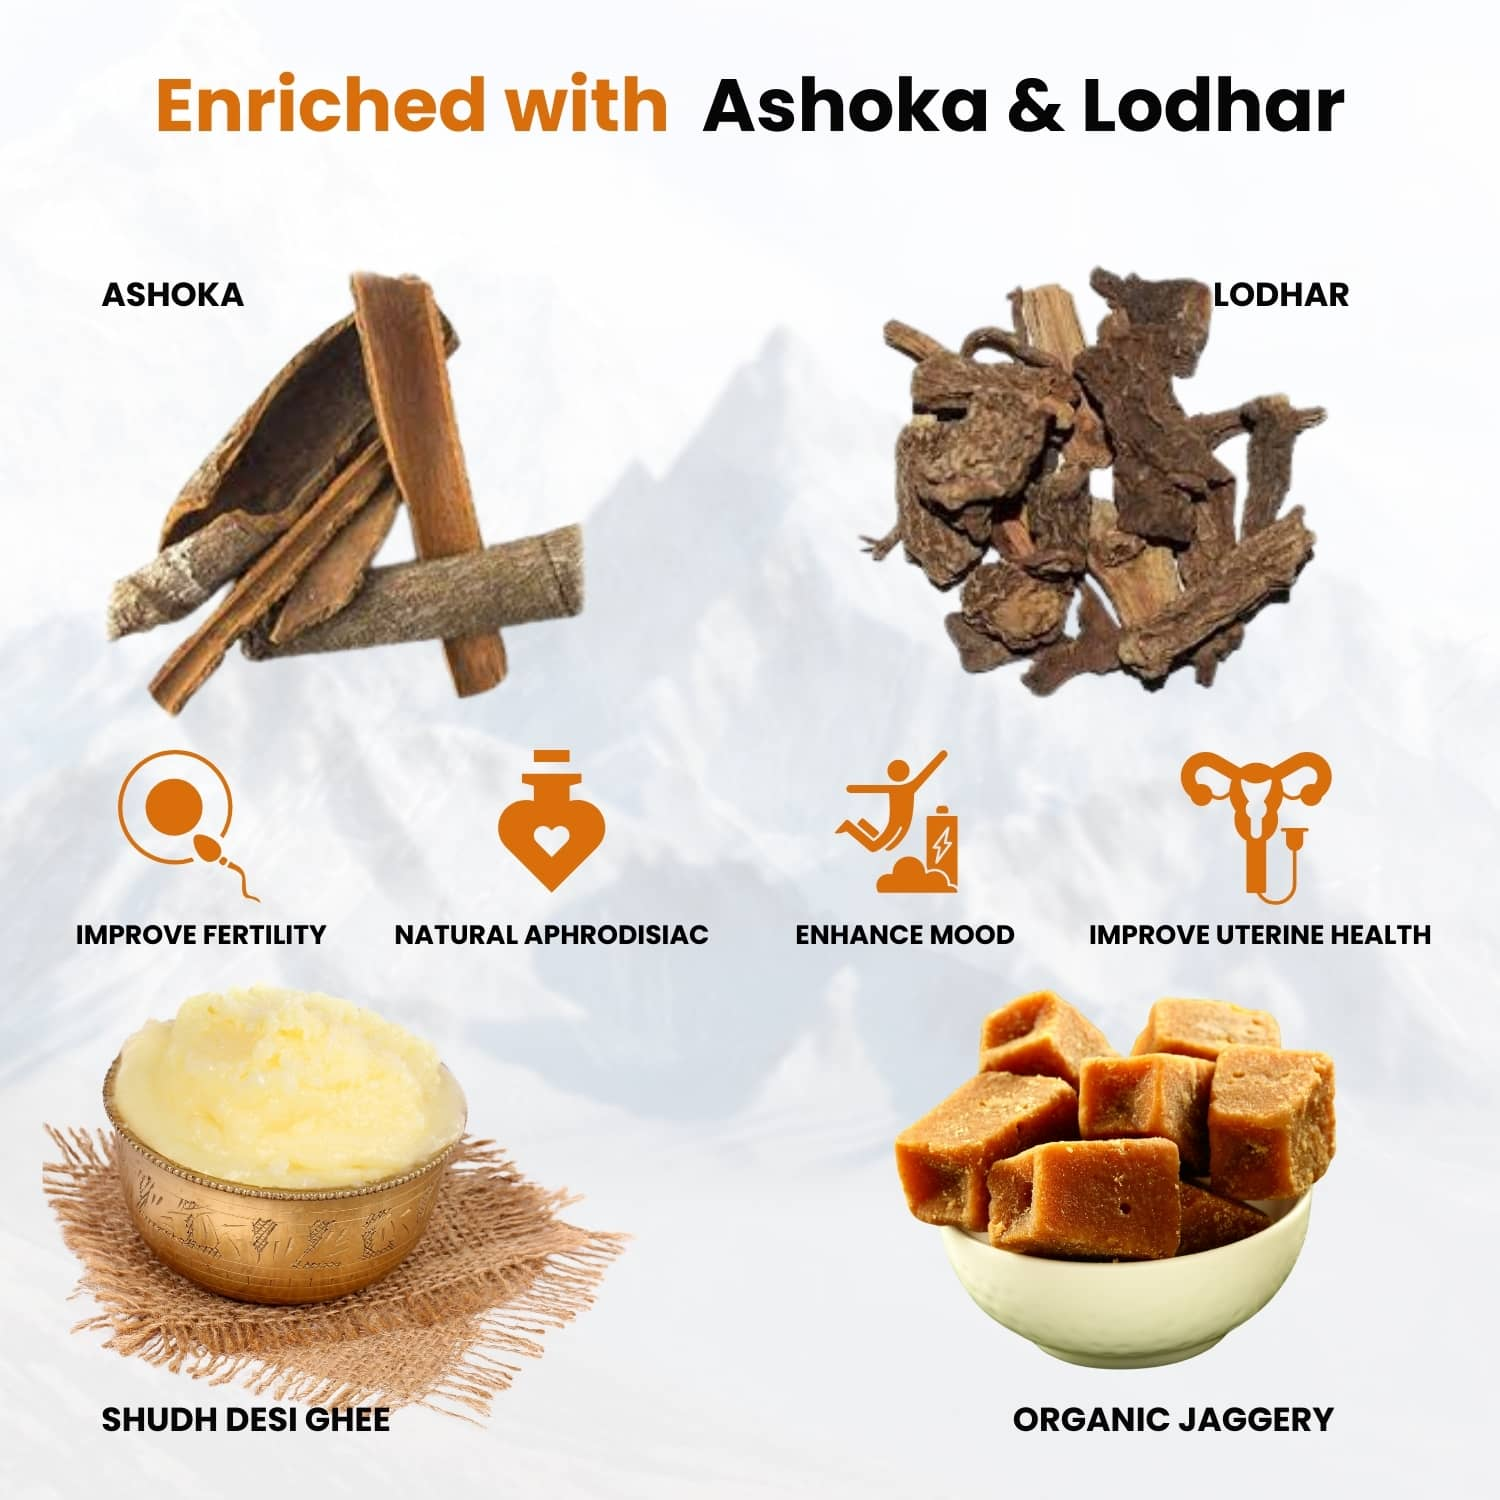 Enriched with Ashoka & Lodhar
ASHOKA
LODHAR
IMPROVE FERTILITY
NATURAL APHRODISIAC
ENHANCE MOOD
IMPROVE UTERINE HEALTH
SHUDH DESI GHEE
ORGANIC JAGGERY